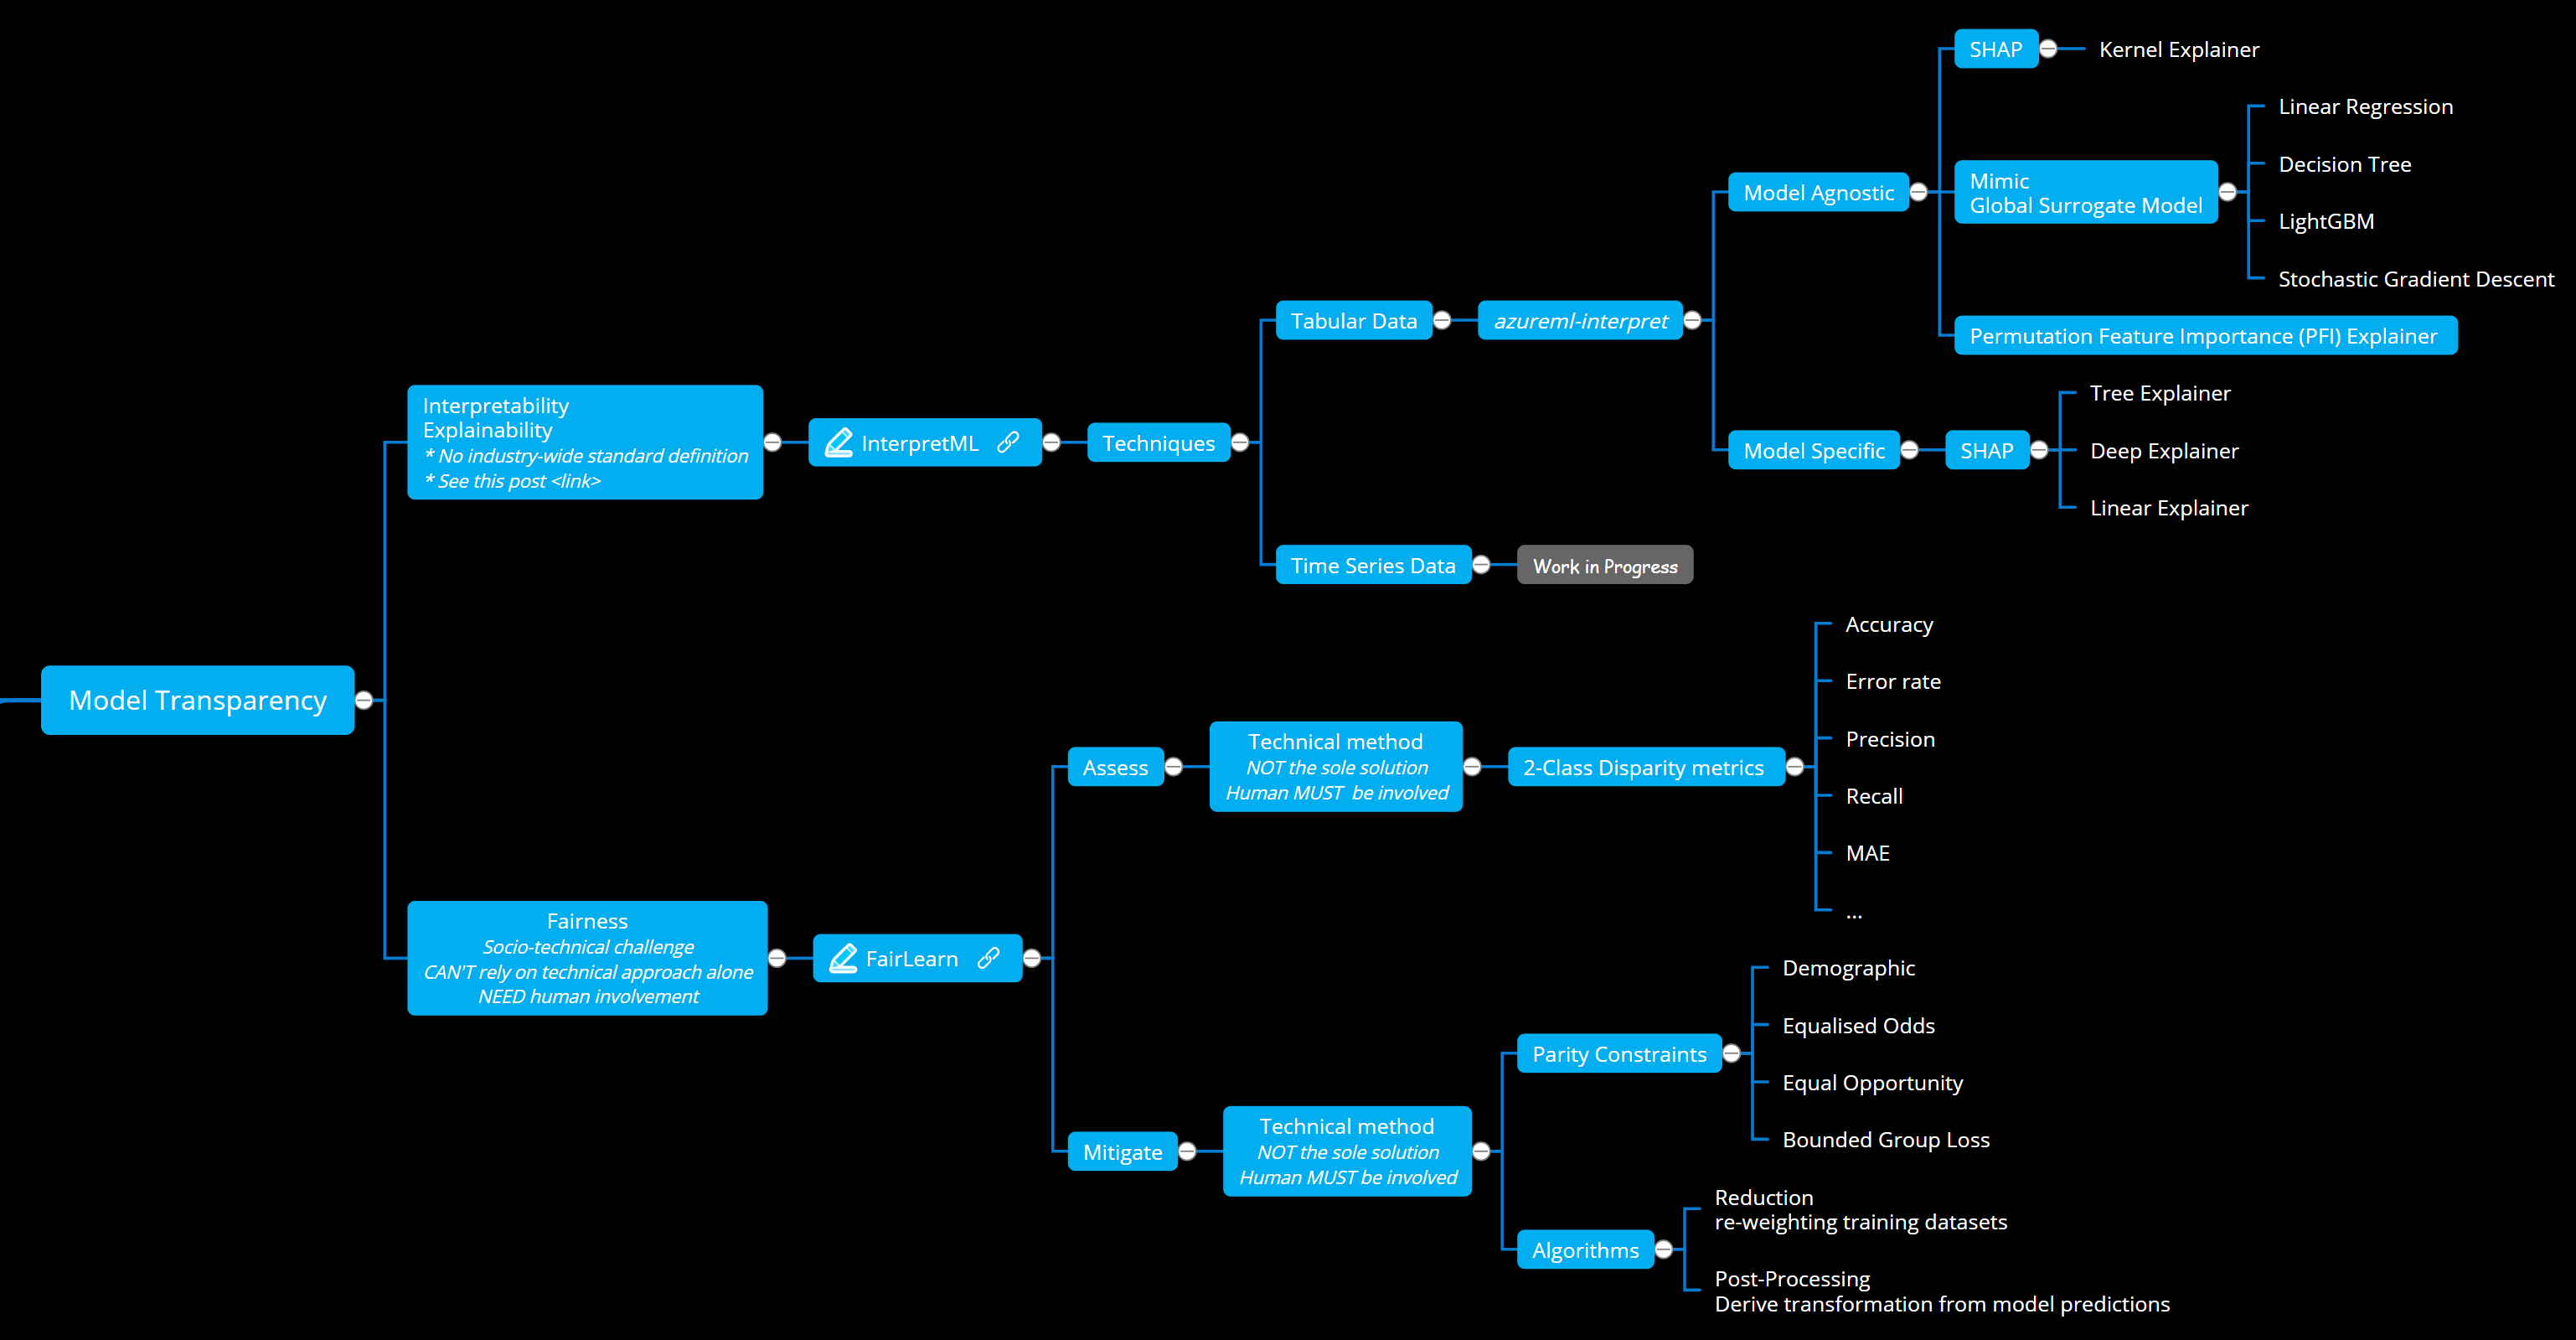 Model Transparency
Interpretability
Explainability
* No industry-wide standard definition
* See this post <link>
InterpretML
Techniques
Tabular Data
azureml-interpret
Model Agnostic
SHAP
Kernel Explainer
Mimic
Global Surrogate Model
Linear Regression
Decision Tree
LightGBM
Stochastic Gradient Descent
Permutation Feature Importance (PFI) Explainer
Model Specific
SHAP
Tree Explainer
Deep Explainer
Linear Explainer
Time Series Data
Work in Progress
Fairness
Socio-technical challenge
CAN'T rely on technical approach alone
NEED human involvement
FairLearn
Assess
Technical method
NOT the sole solution
Human MUST  be involved
2-Class Disparity metrics
Accuracy
Error rate
Precision
Recall
MAE
...
Mitigate
Technical method
NOT the sole solution
Human MUST be involved
Parity Constraints
Demographic
Equalised Odds
Equal Opportunity
Bounded Group Loss
Algorithms
Reduction
re-weighting training datasets
Post-Processing
Derive transformation from model predictions